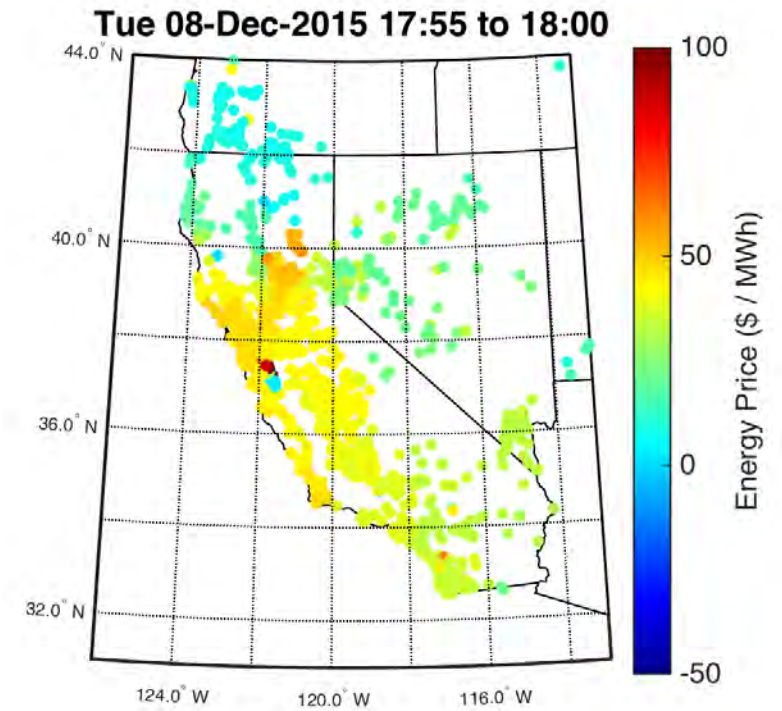 Tue 08-Dec-2015 17:55 to 18:00
44.0° N
40.0° N
36.0° N
32.0° N
124.0° W
120.0° W
116.0° W
100
50
0
-50
Energy Price ($ / MWh)